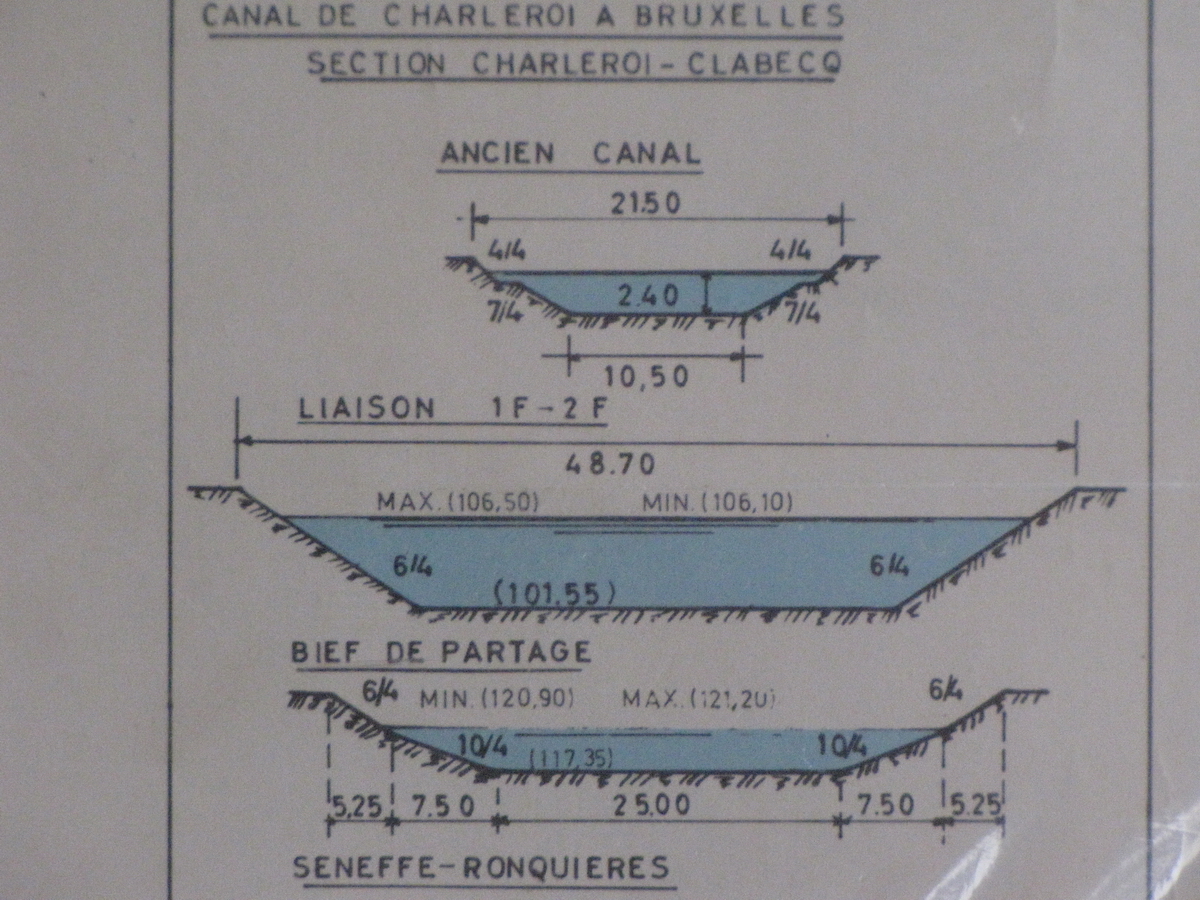 CANAL DE CHARLEROI A BRUXELLES
SECTION CHARLEROI-CLABECQ
ANCIEN CANAL
21.50
4/4 4/4
2.40
7/4 7/4
10,50
LIAISON 1F-2F
48.70
MAX.(106,50) MIN.(106,10)
6/4 6/4
(101,55)
BIEF DE PARTAGE
6/4 MIN.(120,90) MAX.(121,20) 6/4
10/4 10/4
(117,35)
5,25 7.50 25.00 7.50 5.25
SENEFFE-RONQUIERES